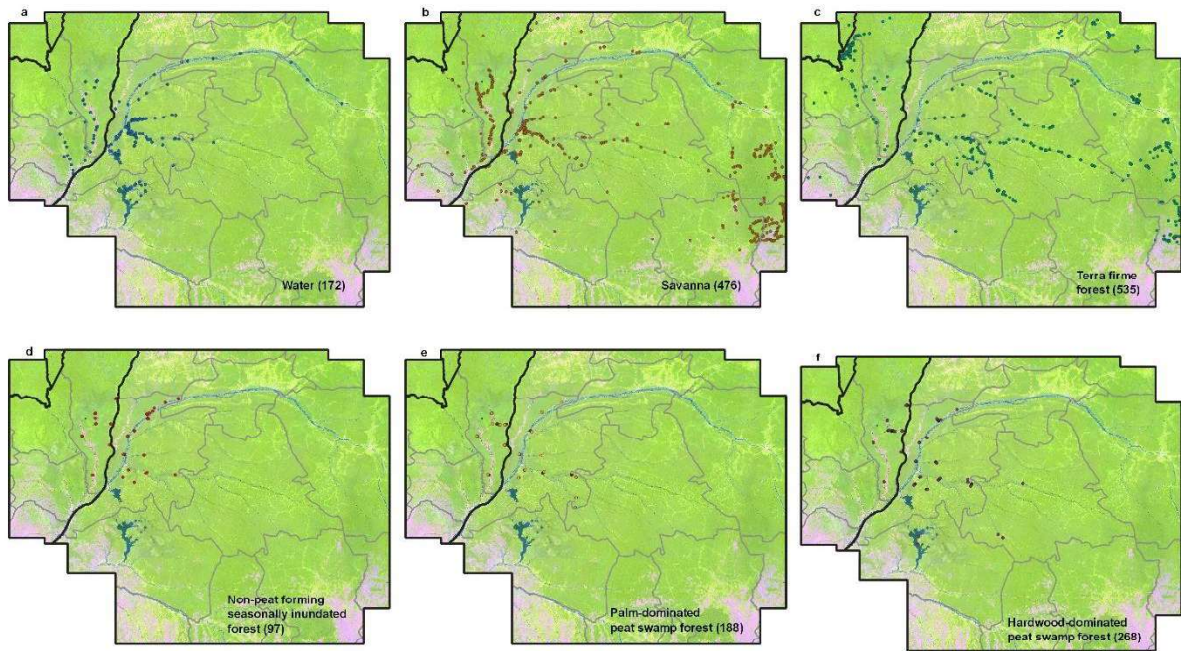 a
b
c
Water (172)
Savanna (476)
Terra firme
forest (535)
d
e
f
Non-peat forming
seasonally inundated
forest (97)
Palm-dominated
peat swamp forest (188)
Hardwood-dominated
peat swamp forest (268)